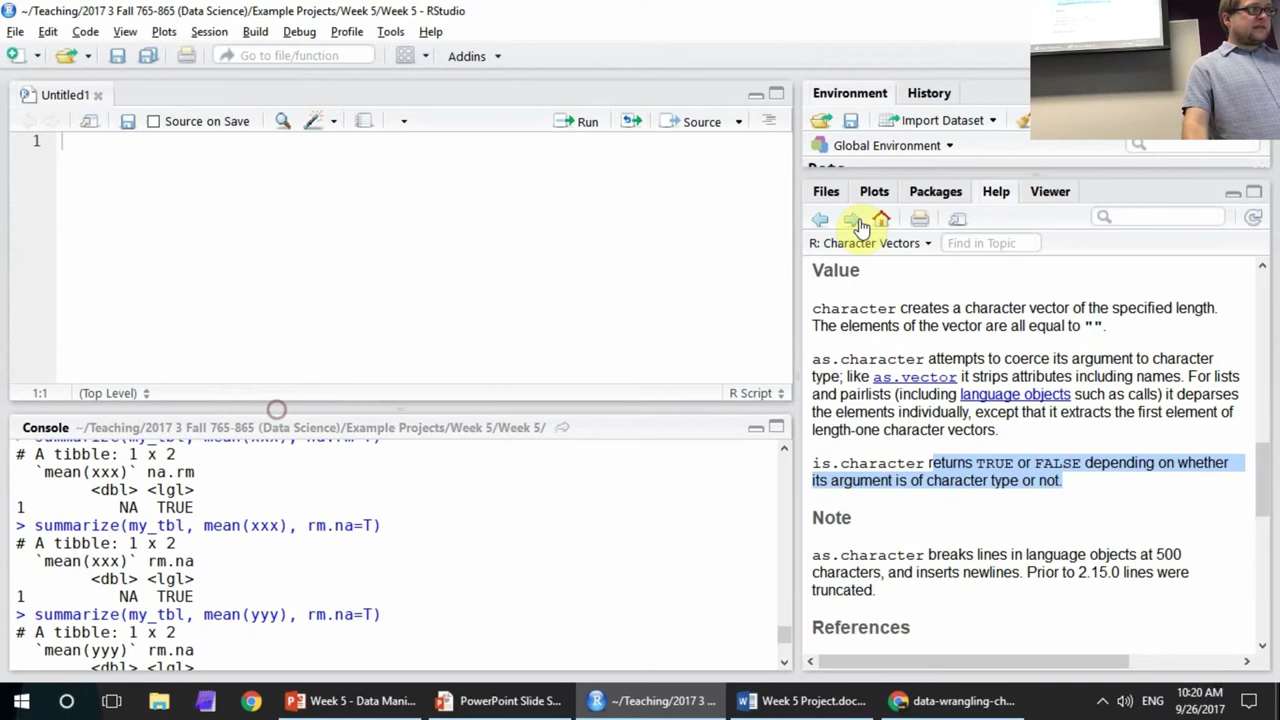 ~/Teaching/2017 3 Fall 765-865 (Data Science)/Example Projects/Week 5/Week 5 - RStudio
File Edit Code View Plots Session Build Debug Profile Tools Help
Go to file/function
Addins
Untitled1
Source on Save
Run
Source
1
1:1
(Top Level)
R Script
Console ~/Teaching/2017 3 Fall 765-865 (Data Science)/Example Projects/Week 5/Week 5/
summarize(my_tbl, mean(xxx), na.rm=T)
# A tibble: 1 x 2
`mean(xxx)` na.rm
<dbl> <lgl>
1 NA TRUE
> summarize(my_tbl, mean(xxx), rm.na=T)
# A tibble: 1 x 2
`mean(xxx)` rm.na
<dbl> <lgl>
1 NA TRUE
> summarize(my_tbl, mean(yyy), rm.na=T)
# A tibble: 1 x 2
`mean(yyy)` rm.na
<dbl> <lgl>
Environment History
Import Dataset
Global Environment
Files Plots Packages Help Viewer
R: Character Vectors
Find in Topic
Value
character creates a character vector of the specified length.
The elements of the vector are all equal to "".
as.character attempts to coerce its argument to character
type; like as.vector it strips attributes including names. For lists
and pairlists (including language objects such as calls) it deparses
the elements individually, except that it extracts the first element of
length-one character vectors.
is.character returns TRUE or FALSE depending on whether
its argument is of character type or not.
Note
as.character breaks lines in language objects at 500
characters, and inserts newlines. Prior to 2.15.0 lines were
truncated.
References
Week 5 - Data Mani...
PowerPoint Slide S...
~/Teaching/2017 3 ...
Week 5 Project.doc...
data-wrangling-ch...
ENG
10:20 AM
9/26/2017